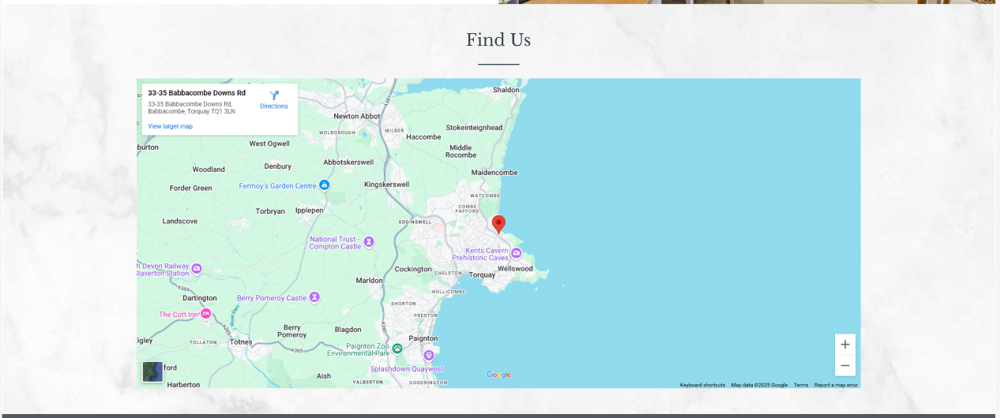 Find Us
33-35 Babbacombe Downs Rd
33-35 Babbacombe Downs Rd,
Babbacombe, Torquay TQ1 3LN
Directions
View larger map
Shaldon
A381
Newton Abbot
WOLBOROUGH
MILBER
Haccombe
Stokeinteignhead
Middle
Rocombe
burton
West Ogwell
Woodland
Denbury
Abbotskerswell
Maidencombe
Forder Green
Fermoy's Garden Centre
Kingskerswell
WATCOMBE
COMBE
PAFFORD
Torbryan
Ipplepen
Landscove
EDGINSWELL
National Trust -
Compton Castle
Kents Cavern
Prehistoric Caves
h Devon Railway
Staverton Station
Cockington
CHELSTON
Torquay
Wellswood
Marldon
A384
HOLLICOMBE
Dartington
Berry Pomeroy Castle
SHORTON
The Cott Inn
River Dart
PRESTON
A385
Berry
Pomeroy
Blagdon
A380
Paignton
igley
FOLLATON
Totnes
A385
Paignton Zoo
Environmental Park
Splashdown Quaywest
ford
Aish
YALBERTON
GOODRINGTON
Harberton
Google
Keyboard shortcuts Map data ©2025 Google Terms Report a map error